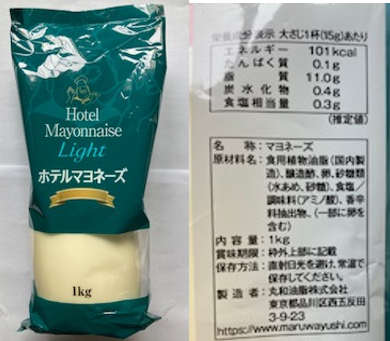 Hotel
Mayonnaise
Light
ホテルマヨネーズ
1kg
栄養成分表示 大さじ1杯(15g)あたり
エネルギー 101kcal
たんぱく質 0.1g
脂質 11.0g
炭水化物 0.4g
食塩相当量 0.3g
(推定値)
名称:マヨネーズ
原材料名:食用植物油脂(国内製
造)、醸造酢、卵、砂糖類
(水あめ、砂糖)、食塩/
調味料(アミノ酸)、香辛
料抽出物、(一部に卵を
含む)
内容量:1kg
賞味期限:枠外上部に記載
保存方法:直射日光を避け、常温で
保存してください。
製造者:丸和油脂株式会社
東京都品川区西五反田
3-9-23
https://www.maruwayushi.com/